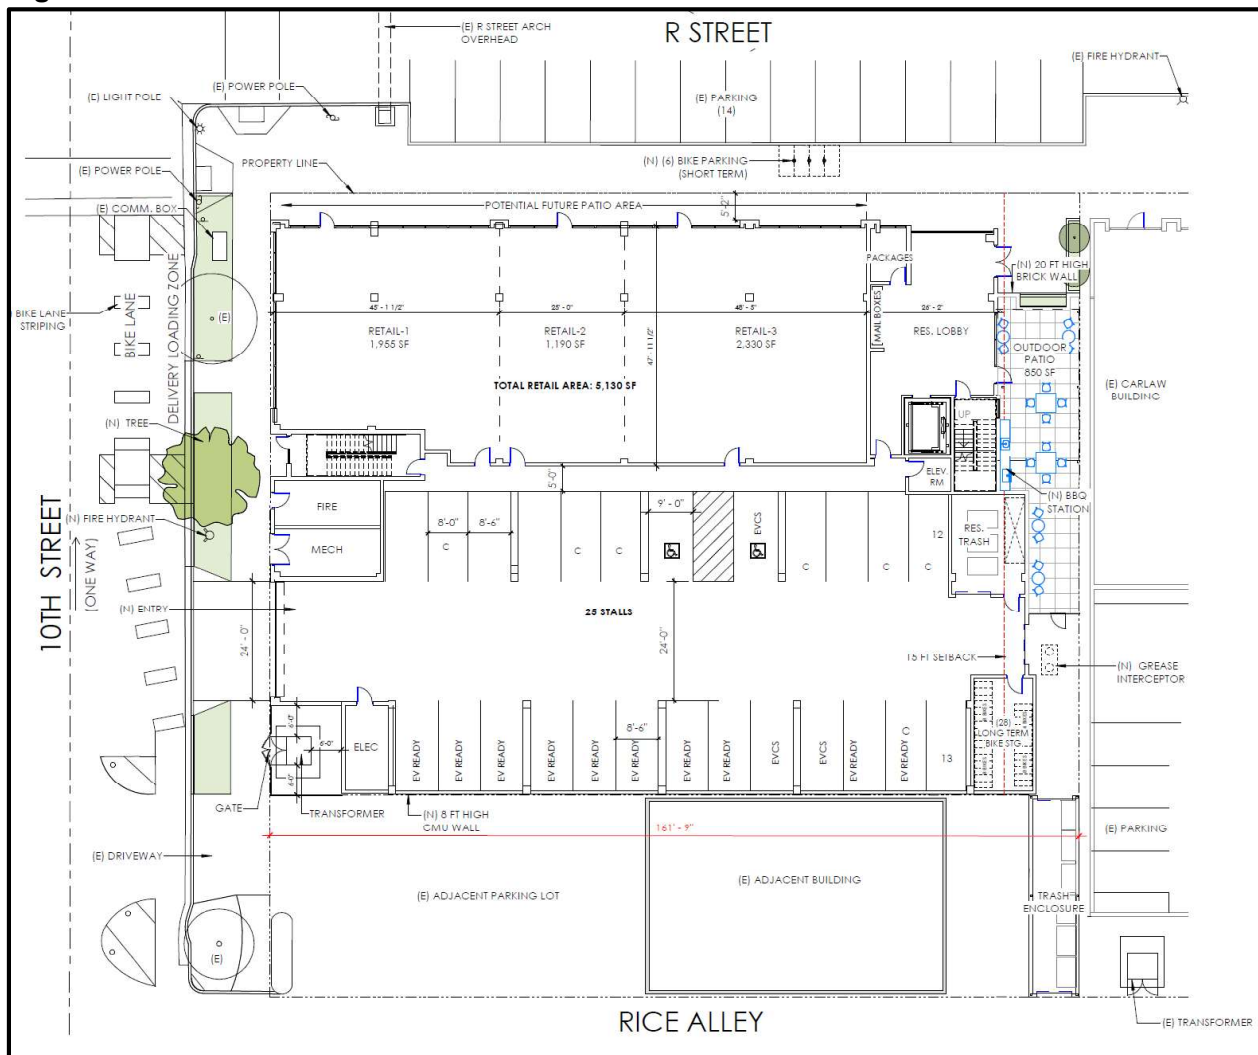 R STREET
(E) R STREET ARCH
OVERHEAD
(E) FIRE HYDRANT
(E) POWER POLE
(E) LIGHT POLE
(E) PARKING
(14)
PROPERTY LINE
(N) (6) BIKE PARKING
(SHORT TERM)
(E) POWER POLE
POTENTIAL FUTURE PATIO AREA
5'-2"
(E) COMM. BOX
PACKAGES
(N) 20 FT HIGH
BRICK WALL
DELIVERY LOADING ZONE
BIKE LANE
BIKE LANE
STRIPING
(E)
45' - 1 1/2"
25' - 0"
48' - 5"
26' - 2"
47' - 11 1/2"
MAIL BOXES
RETAIL-1
1,955 SF
RETAIL-2
1,190 SF
RETAIL-3
2,330 SF
RES. LOBBY
OUTDOOR
PATIO
850 SF
TOTAL RETAIL AREA: 5,130 SF
(E) CARLAW
BUILDING
UP
(N) TREE
ELEV.
RM
5'-0"
(N) BBQ
STATION
10TH STREET
(ONE WAY)
(N) FIRE HYDRANT
FIRE
MECH
8'-0"
8'-6"
9' - 0"
EVCS
12
RES.
TRASH
C
C
C
C
C
C
(N) ENTRY
25 STALLS
24' - 0"
24'-0"
15 FT SETBACK
(N) GREASE
INTERCEPTOR
6'-0"
6'-0"
6'-0"
ELEC
8'-6"
EV READY
EV READY
EV READY
EV READY
EV READY
EV READY
EV READY
EV READY
EVCS
EVCS
EV READY
EV READY
C
13
(28)
LONG TERM
BIKE STG.
GATE
TRANSFORMER
(N) 8 FT HIGH
CMU WALL
161' - 9"
(E) PARKING
(E) DRIVEWAY
(E) ADJACENT PARKING LOT
(E) ADJACENT BUILDING
TRASH
ENCLOSURE
(E)
RICE ALLEY
(E) TRANSFORMER